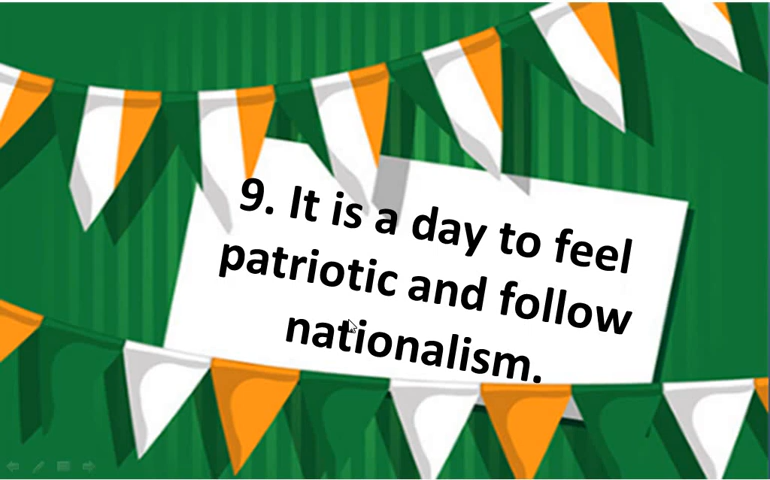 9. It is a day to feel
patriotic and follow
nationalism.